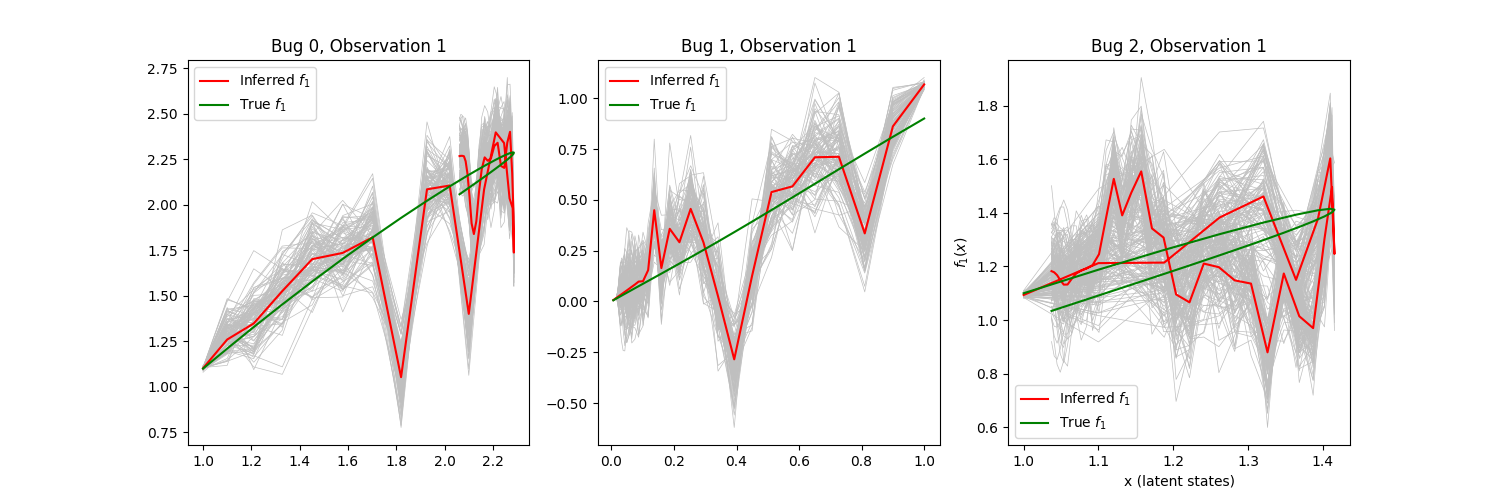 Bug 0, Observation 1
Inferred f₁
True f₁
2.75
2.50
2.25
2.00
1.75
1.50
1.25
1.00
0.75
1.0 1.2 1.4 1.6 1.8 2.0 2.2
Bug 1, Observation 1
Inferred f₁
True f₁
1.00
0.75
0.50
0.25
0.00
−0.25
−0.50
0.0 0.2 0.4 0.6 0.8 1.0
Bug 2, Observation 1
f₁(x)
1.8
1.6
1.4
1.2
1.0
0.8
0.6
Inferred f₁
True f₁
1.0 1.1 1.2 1.3 1.4
x (latent states)